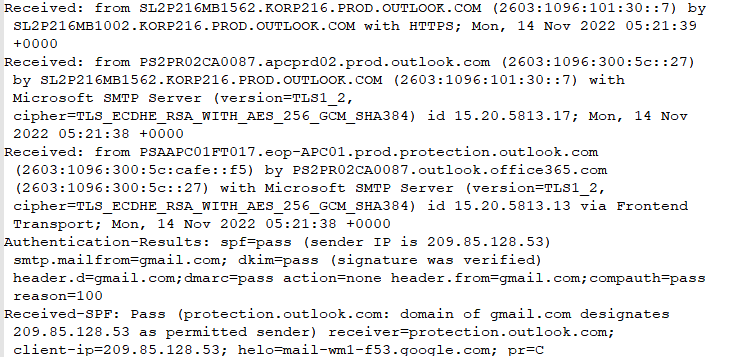 Received: from SL2P216MB1562.KORP216.PROD.OUTLOOK.COM (2603:1096:101:30::7) by
SL2P216MB1002.KORP216.PROD.OUTLOOK.COM with HTTPS; Mon, 14 Nov 2022 05:21:39
+0000
Received: from PS2PR02CA0087.apcprd02.prod.outlook.com (2603:1096:300:5c::27)
by SL2P216MB1562.KORP216.PROD.OUTLOOK.COM (2603:1096:101:30::7) with
Microsoft SMTP Server (version=TLS1_2,
cipher=TLS_ECDHE_RSA_WITH_AES_256_GCM_SHA384) id 15.20.5813.17; Mon, 14 Nov
2022 05:21:38 +0000
Received: from PSAAPC01FT017.eop-APC01.prod.protection.outlook.com
(2603:1096:300:5c:cafe::f5) by PS2PR02CA0087.outlook.office365.com
(2603:1096:300:5c::27) with Microsoft SMTP Server (version=TLS1_2,
cipher=TLS_ECDHE_RSA_WITH_AES_256_GCM_SHA384) id 15.20.5813.13 via Frontend
Transport; Mon, 14 Nov 2022 05:21:38 +0000
Authentication-Results: spf=pass (sender IP is 209.85.128.53)
smtp.mailfrom=gmail.com; dkim=pass (signature was verified)
header.d=gmail.com;dmarc=pass action=none header.from=gmail.com;compauth=pass
reason=100
Received-SPF: Pass (protection.outlook.com: domain of gmail.com designates
209.85.128.53 as permitted sender) receiver=protection.outlook.com;
client-ip=209.85.128.53; helo=mail-wm1-f53.google.com; pr=C